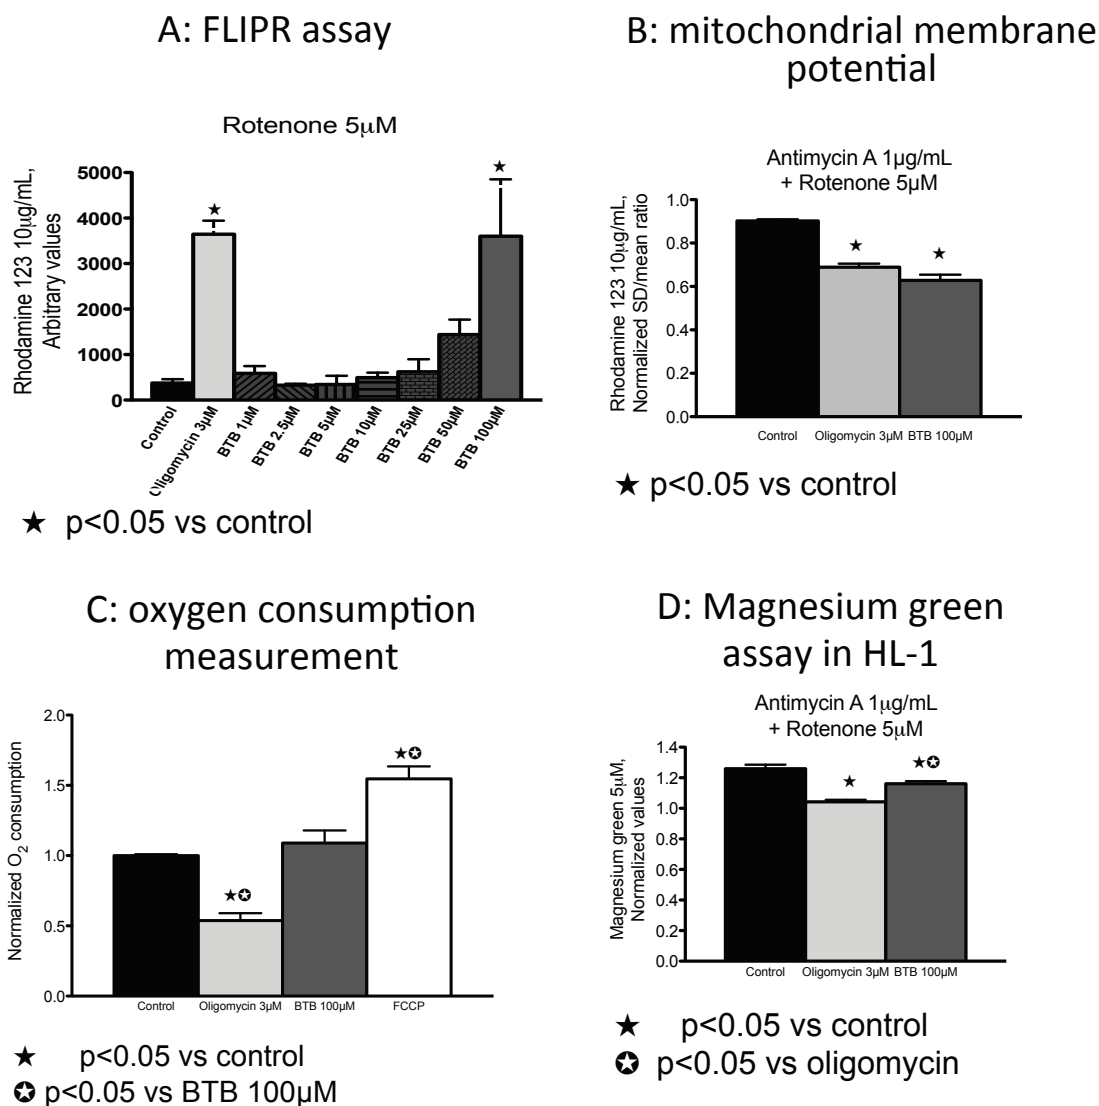 A: FLIPR assay
Rotenone 5µM
Rhodamine 123 10µg/mL,
Arbitrary values
5000
4000
3000
2000
1000
0
Control
Oligomycin 3µM
BTB 1µM
BTB 2.5µM
BTB 5µM
BTB 10µM
BTB 25µM
BTB 50µM
BTB 100µM
★ p<0.05 vs control
B: mitochondrial membrane
potential
Antimycin A 1µg/mL
+ Rotenone 5µM
Rhodamine 123 10µg/mL,
Normalized SD/mean ratio
1.0
0.8
0.6
0.4
0.2
0.0
Control
Oligomycin 3µM
BTB 100µM
★ p<0.05 vs control
C: oxygen consumption
measurement
Normalized O₂ consumption
2.0
1.5
1.0
0.5
0.0
Control
Oligomycin 3µM
BTB 100µM
FCCP
★ p<0.05 vs control
✪ p<0.05 vs BTB 100µM
D: Magnesium green
assay in HL-1
Antimycin A 1µg/mL
+ Rotenone 5µM
Magnesium green 5µM,
Normalized values
1.4
1.2
1.0
0.8
0.6
0.4
0.2
0.0
Control
Oligomycin 3µM
BTB 100µM
★ p<0.05 vs control
✪ p<0.05 vs oligomycin